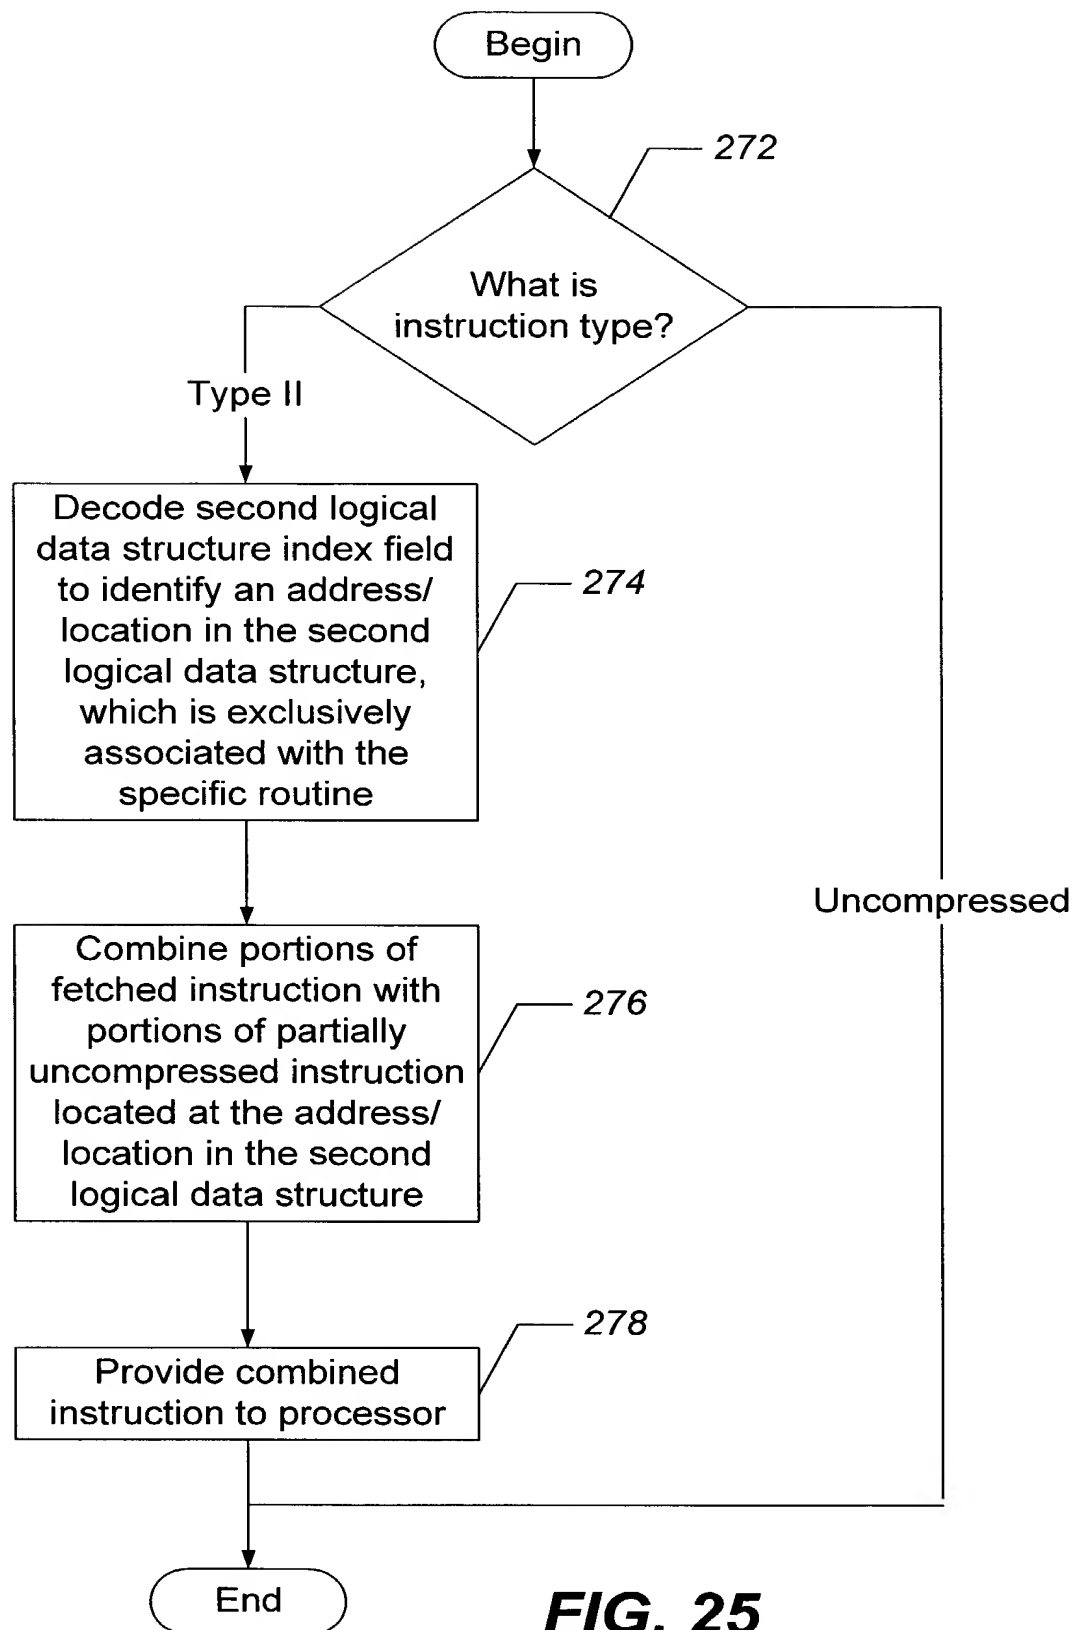 Begin
272
What is
instruction type?
Type II
Decode second logical
data structure index field
to identify an address/
location in the second
logical data structure,
which is exclusively
associated with the
specific routine
274
Uncompressed
Combine portions of
fetched instruction with
portions of partially
uncompressed instruction
located at the address/
location in the second
logical data structure
276
278
Provide combined
instruction to processor
End
FIG. 25